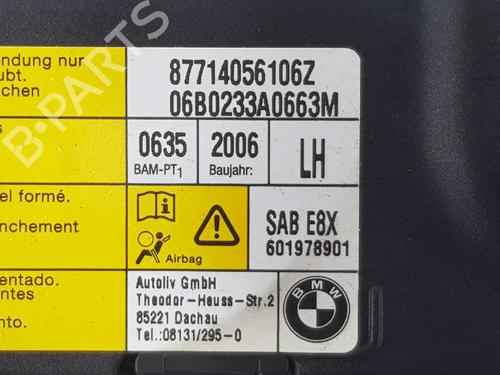 endung nur
ubt.
chen
s
el formé.
nchement
entado.
ntes
nto.
87714056106Z
06B0233A0663M
0635
BAM-PT1
2006
Baujahr:
LH
i
Airbag
SAB E8X
601978901
Autoliv GmbH
Theodor-Heuss-Str.2
85221 Dachau
Tel.:08131/295-0
BMW
B-PARTS